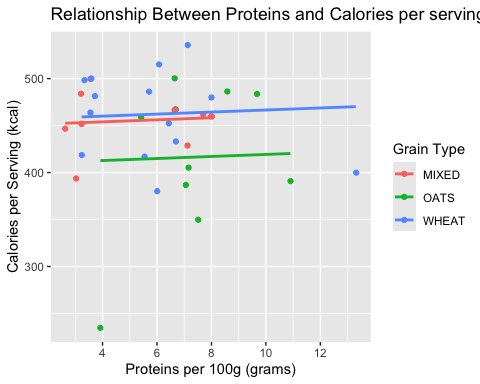 Relationship Between Proteins and Calories per serving
Calories per Serving (kcal)
500
400
300
4
6
8
10
12
Proteins per 100g (grams)
Grain Type
MIXED
OATS
WHEAT